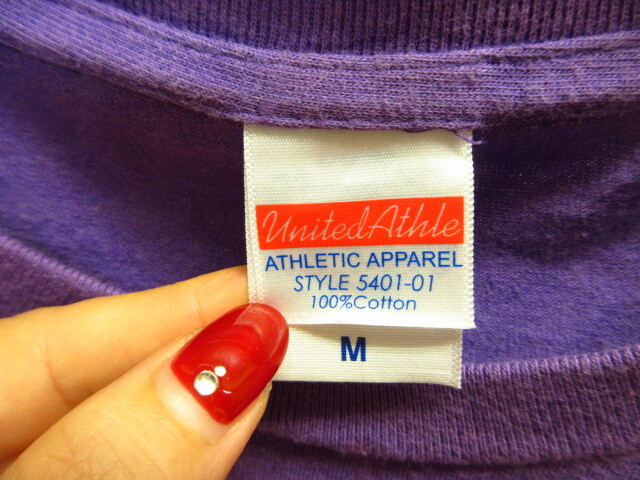 UnitedAthle
ATHLETIC APPAREL
STYLE 5401-01
100%Cotton
M